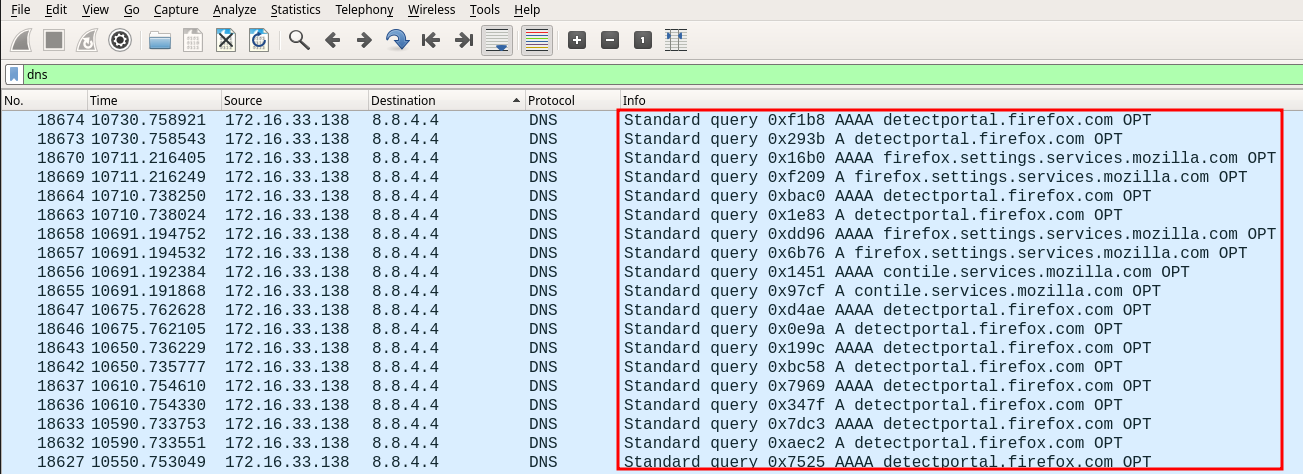 File Edit View Go Capture Analyze Statistics Telephony Wireless Tools Help
dns
No. Time Source Destination Protocol Info
18674 10730.758921 172.16.33.138 8.8.4.4 DNS Standard query 0xf1b8 AAAA detectportal.firefox.com OPT
18673 10730.758543 172.16.33.138 8.8.4.4 DNS Standard query 0x293b A detectportal.firefox.com OPT
18670 10711.216405 172.16.33.138 8.8.4.4 DNS Standard query 0x16b0 AAAA firefox.settings.services.mozilla.com OPT
18669 10711.216249 172.16.33.138 8.8.4.4 DNS Standard query 0xf209 A firefox.settings.services.mozilla.com OPT
18664 10710.738250 172.16.33.138 8.8.4.4 DNS Standard query 0xbac0 AAAA detectportal.firefox.com OPT
18663 10710.738024 172.16.33.138 8.8.4.4 DNS Standard query 0x1e83 A detectportal.firefox.com OPT
18658 10691.194752 172.16.33.138 8.8.4.4 DNS Standard query 0xdd96 AAAA firefox.settings.services.mozilla.com OPT
18657 10691.194532 172.16.33.138 8.8.4.4 DNS Standard query 0x6b76 A firefox.settings.services.mozilla.com OPT
18656 10691.192384 172.16.33.138 8.8.4.4 DNS Standard query 0x1451 AAAA contile.services.mozilla.com OPT
18655 10691.191868 172.16.33.138 8.8.4.4 DNS Standard query 0x97cf A contile.services.mozilla.com OPT
18647 10675.762628 172.16.33.138 8.8.4.4 DNS Standard query 0xd4ae AAAA detectportal.firefox.com OPT
18646 10675.762105 172.16.33.138 8.8.4.4 DNS Standard query 0x0e9a A detectportal.firefox.com OPT
18643 10650.736229 172.16.33.138 8.8.4.4 DNS Standard query 0x199c AAAA detectportal.firefox.com OPT
18642 10650.735777 172.16.33.138 8.8.4.4 DNS Standard query 0xbc58 A detectportal.firefox.com OPT
18637 10610.754610 172.16.33.138 8.8.4.4 DNS Standard query 0x7969 AAAA detectportal.firefox.com OPT
18636 10610.754330 172.16.33.138 8.8.4.4 DNS Standard query 0x347f A detectportal.firefox.com OPT
18633 10590.733753 172.16.33.138 8.8.4.4 DNS Standard query 0x7dc3 AAAA detectportal.firefox.com OPT
18632 10590.733551 172.16.33.138 8.8.4.4 DNS Standard query 0xaec2 A detectportal.firefox.com OPT
18627 10550.753049 172.16.33.138 8.8.4.4 DNS Standard query 0x7525 AAAA detectportal.firefox.com OPT